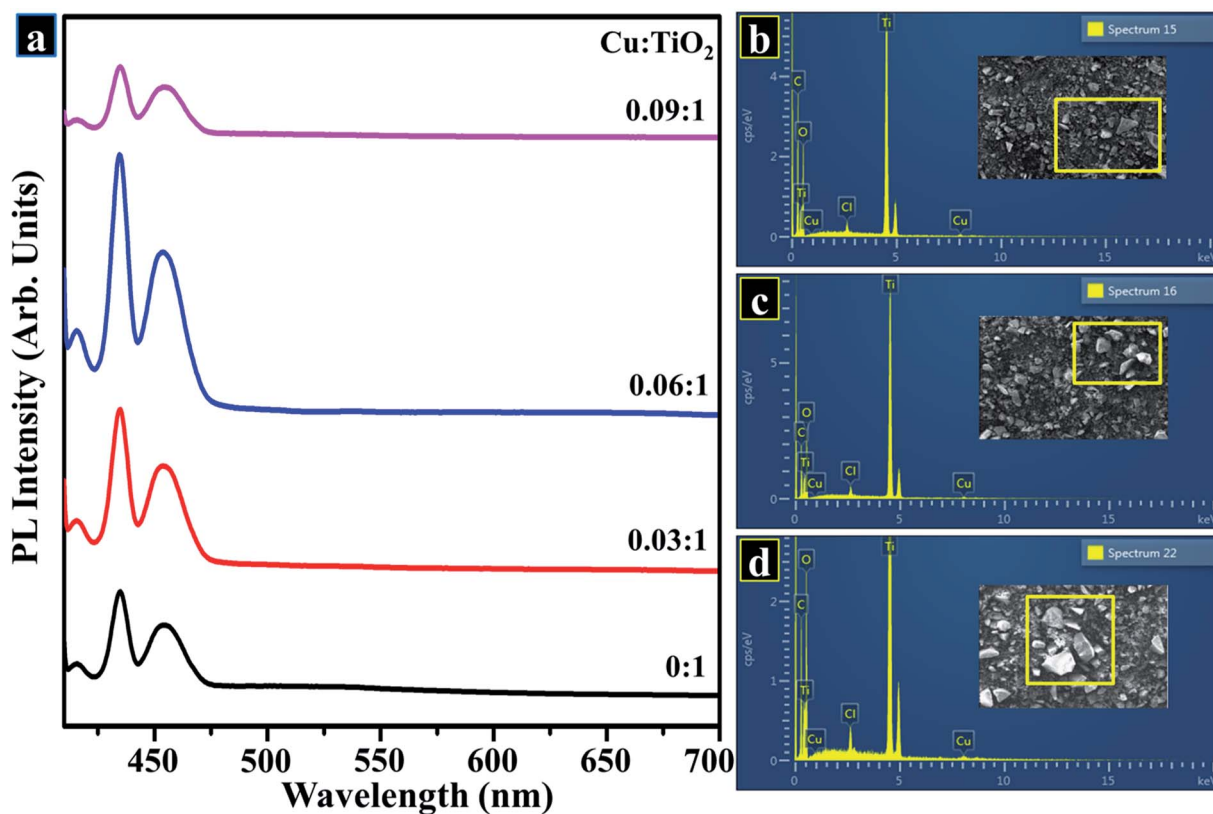 a
Cu:TiO₂
0.09:1
0.06:1
0.03:1
0:1
PL Intensity (Arb. Units)
450 500 550 600 650 700
Wavelength (nm)
b
Spectrum 15
Ti
C
O
Ti
Cu
Cl
Cu
cps/eV
4
2
0
0 5 10 15
keV
c
Spectrum 16
Ti
O
C
Ti
Cu
Cl
Cu
cps/eV
5
0
0 5 10 15
d
Spectrum 22
Ti
O
C
Ti
Cu
Cl
Cu
cps/eV
2
1
0
0 5 10 15